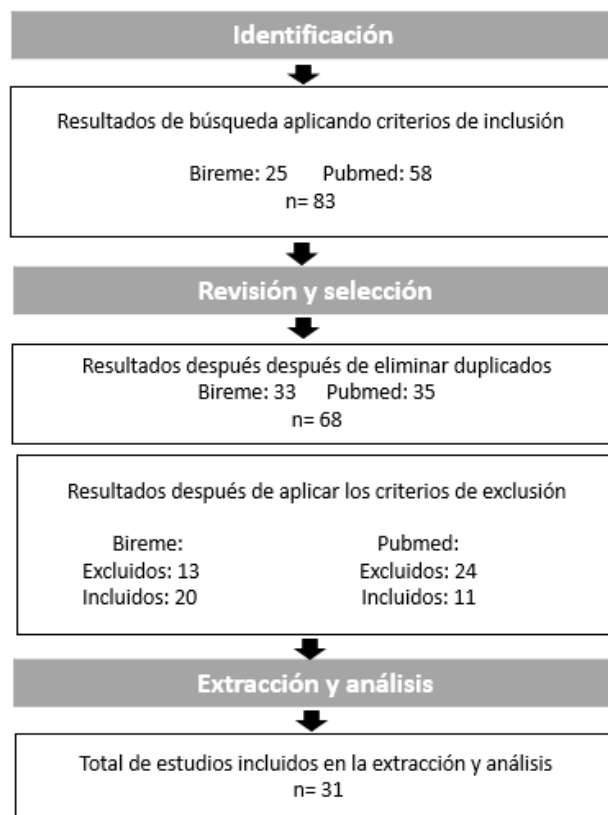 Identificación
Resultados de búsqueda aplicando criterios de inclusión
Bireme: 25 Pubmed: 58
n= 83
Revisión y selección
Resultados después después de eliminar duplicados
Bireme: 33 Pubmed: 35
n= 68
Resultados después de aplicar los criterios de exclusión
Bireme: Pubmed:
Excluidos: 13 Excluidos: 24
Incluidos: 20 Incluidos: 11
Extracción y análisis
Total de estudios incluidos en la extracción y análisis
n= 31